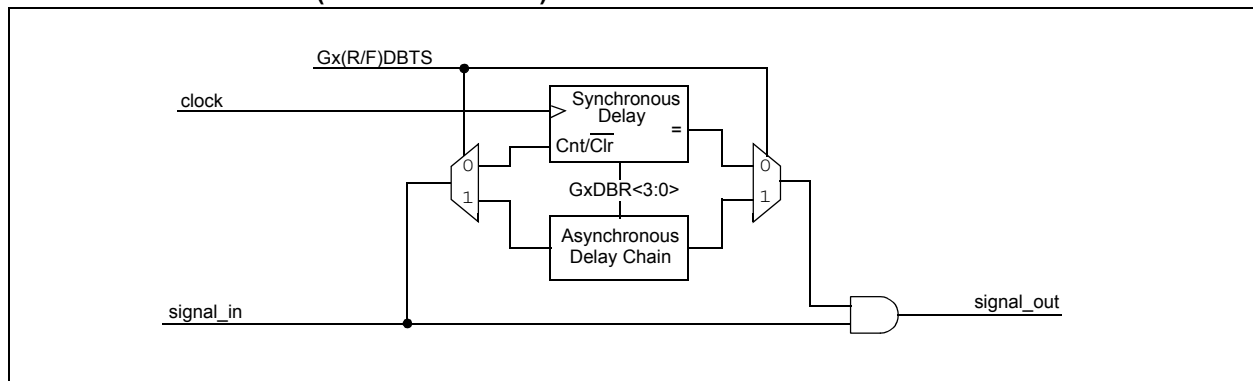 Gx(R/F)DBTS
clock
Synchronous
Delay
=
Cnt/Clr
0
1
0
1
GxDBR<3:0>
Asynchronous
Delay Chain
signal_in
signal_out